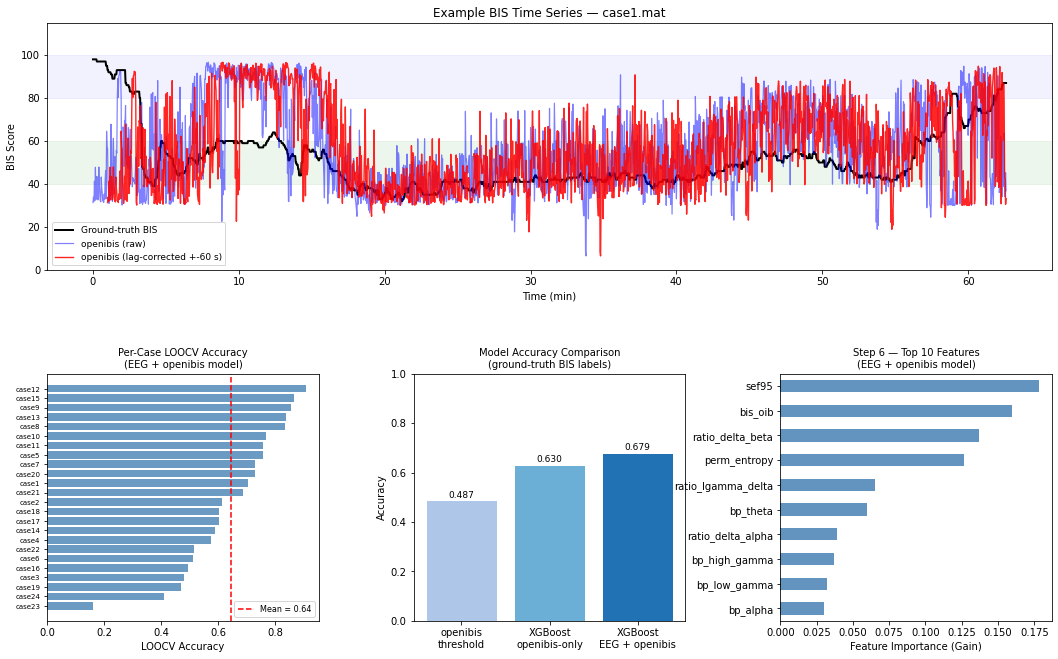 Example BIS Time Series — case1.mat
BIS Score
100
80
60
40
20
0
Ground-truth BIS
openibis (raw)
openibis (lag-corrected +-60 s)
0
10
20
30
40
50
60
Time (min)
Per-Case LOOCV Accuracy
(EEG + openibis model)
case12
case15
case9
case13
case8
case10
case11
case5
case7
case20
case1
case21
case2
case18
case17
case14
case4
case22
case6
case16
case3
case19
case24
case23
Mean = 0.64
0.0
0.2
0.4
0.6
0.8
LOOCV Accuracy
Model Accuracy Comparison
(ground-truth BIS labels)
Accuracy
1.0
0.8
0.6
0.4
0.2
0.0
0.487
0.630
0.679
openibis
threshold
XGBoost
openibis-only
XGBoost
EEG + openibis
Step 6 — Top 10 Features
(EEG + openibis model)
sef95
bis_oib
ratio_delta_beta
perm_entropy
ratio_lgamma_delta
bp_theta
ratio_delta_alpha
bp_high_gamma
bp_low_gamma
bp_alpha
0.000
0.025
0.050
0.075
0.100
0.125
0.150
0.175
Feature Importance (Gain)